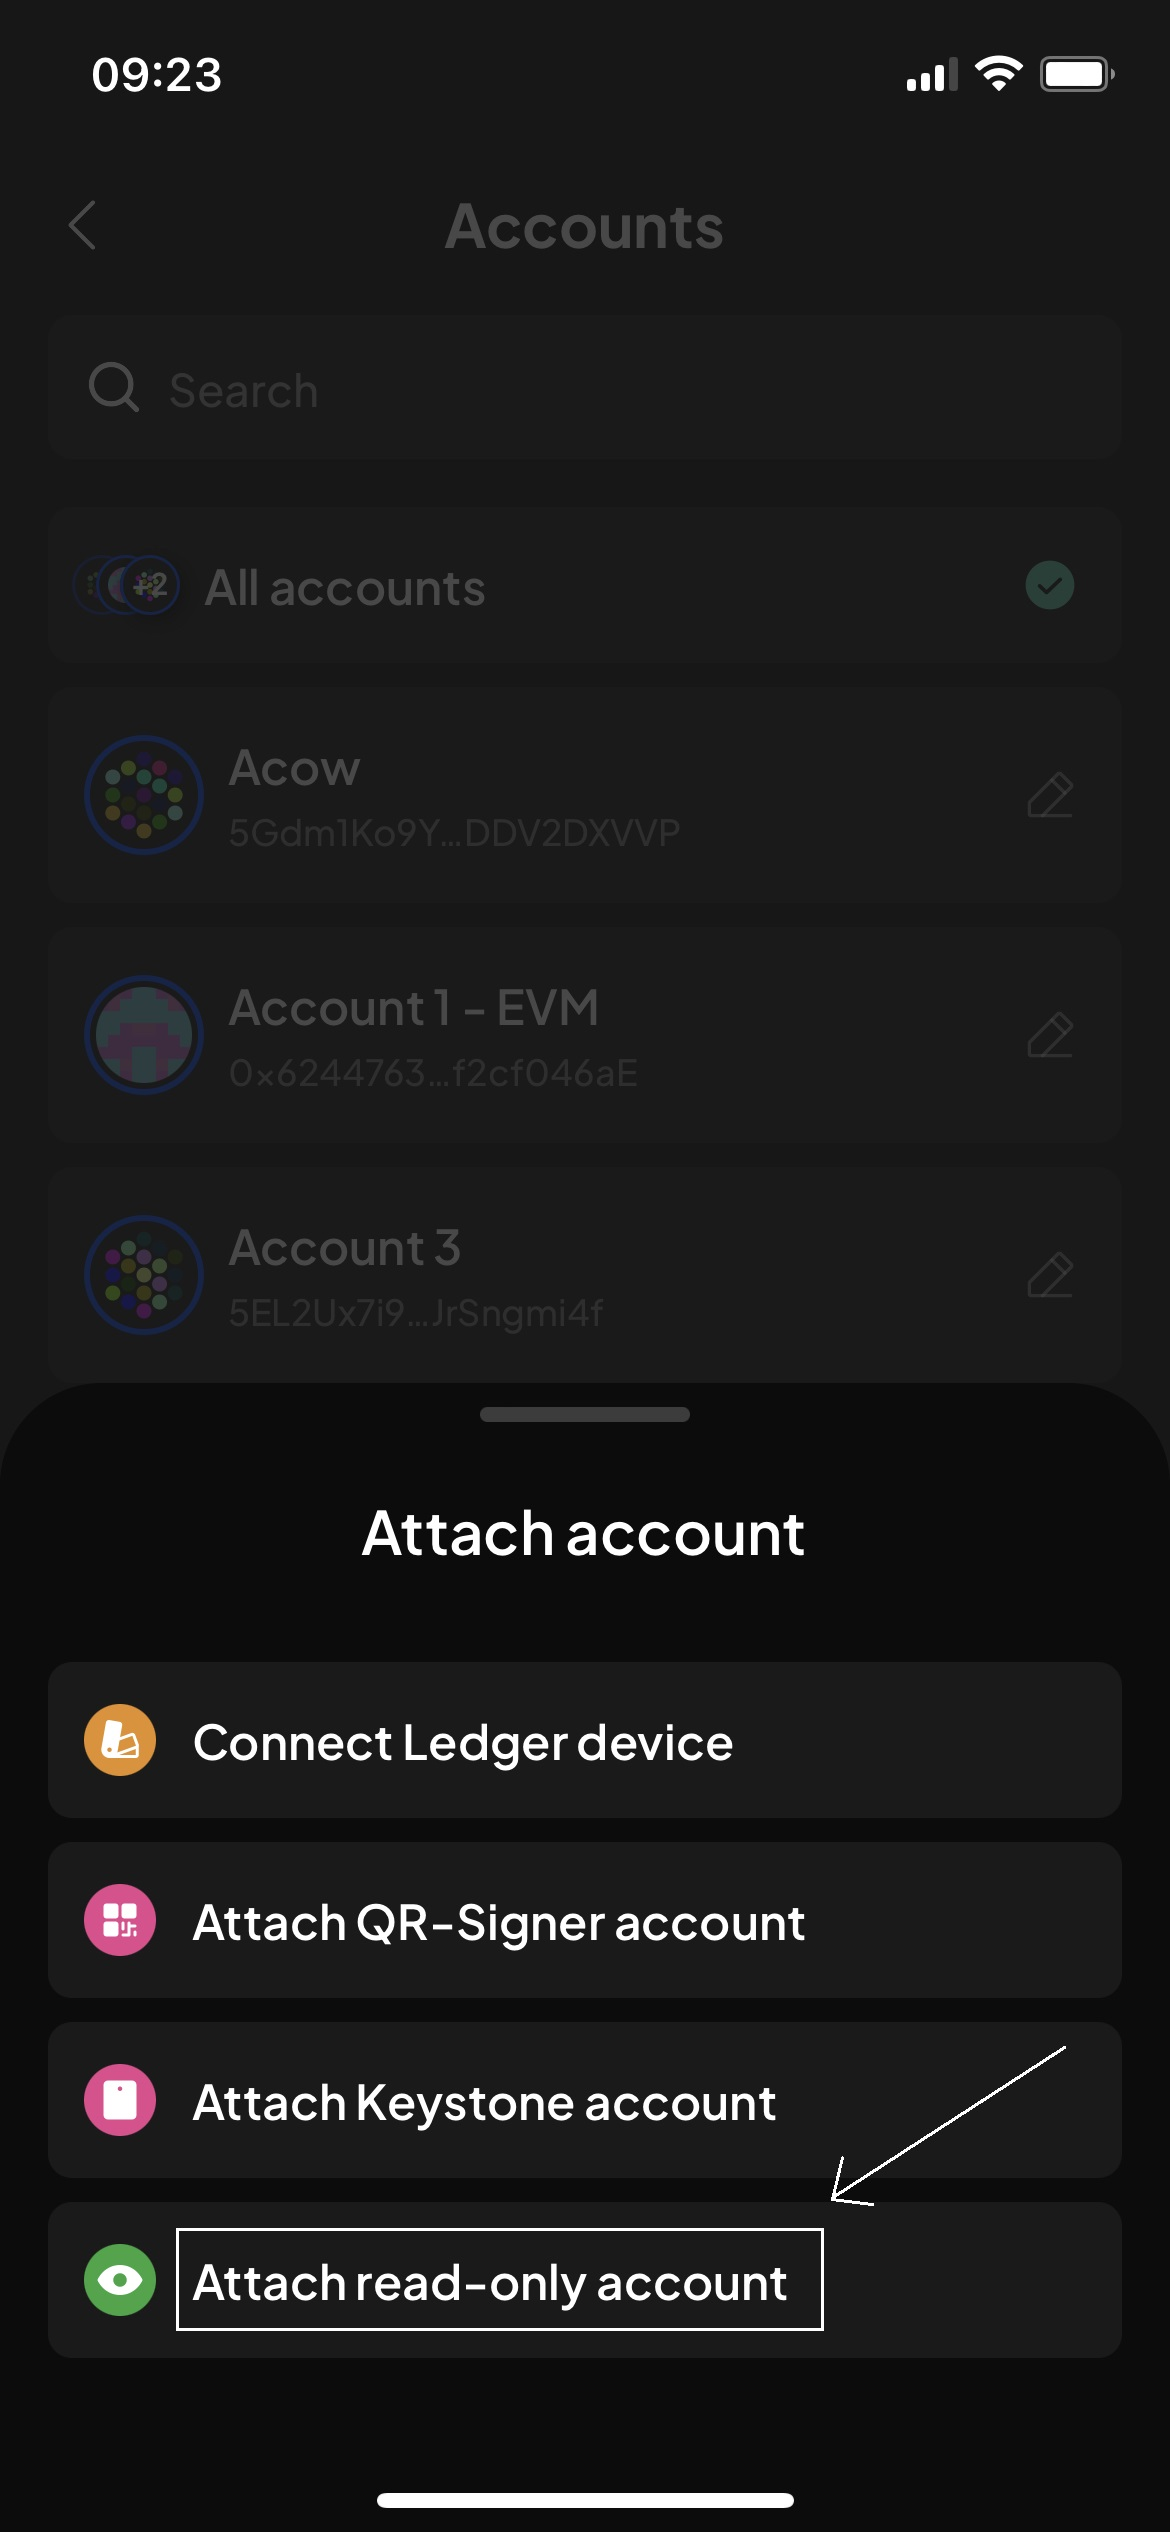 09:23
Accounts
Search
+2 All accounts
Acow
5Gdm1Ko9Y...DDV2DXVVP
Account 1 - EVM
0x6244763...f2cf046aE
Account 3
5EL2Ux7i9...JrSngmi4f
Attach account
Connect Ledger device
Attach QR-Signer account
Attach Keystone account
Attach read-only account